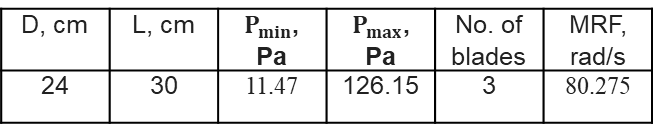 D, cm L, cm Pmin, Pa Pmax, Pa No. of blades MRF, rad/s
24 30 11.47 126.15 3 80.275